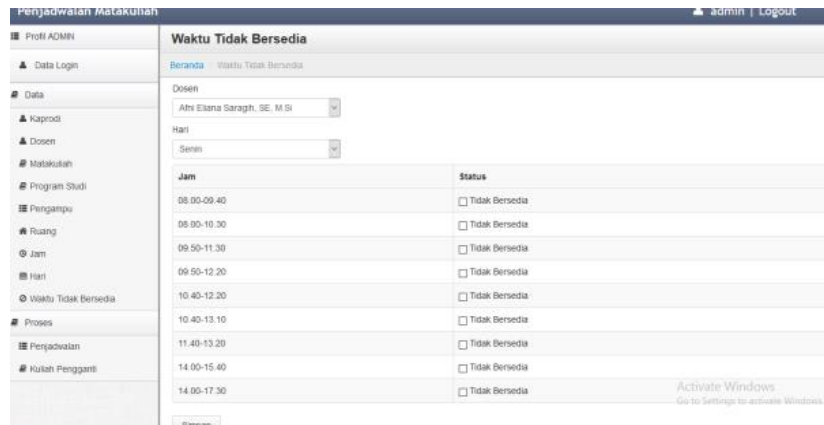 Penjadwalan Matakuliah
admin | Logout
Profil ADMIN
Data Login
Data
Kaprodi
Dosen
Matakuliah
Program Studi
Pengampu
Ruang
Jam
Hari
Waktu Tidak Bersedia
Proses
Penjadwalan
Kuliah Pengganti
Waktu Tidak Bersedia
Beranda Waktu Tidak Bersedia
Dosen
Afni Eliana Saragih, SE, M.Si
Hari
Senin
Jam Status
08.00-09.40 Tidak Bersedia
08.00-10.30 Tidak Bersedia
09.50-11.30 Tidak Bersedia
09.50-12.20 Tidak Bersedia
10.40-12.20 Tidak Bersedia
10.40-13.10 Tidak Bersedia
11.40-13.20 Tidak Bersedia
14.00-15.40 Tidak Bersedia
14.00-17.30 Tidak Bersedia
Simpan
Activate Windows
Go to Settings to activate Windows.